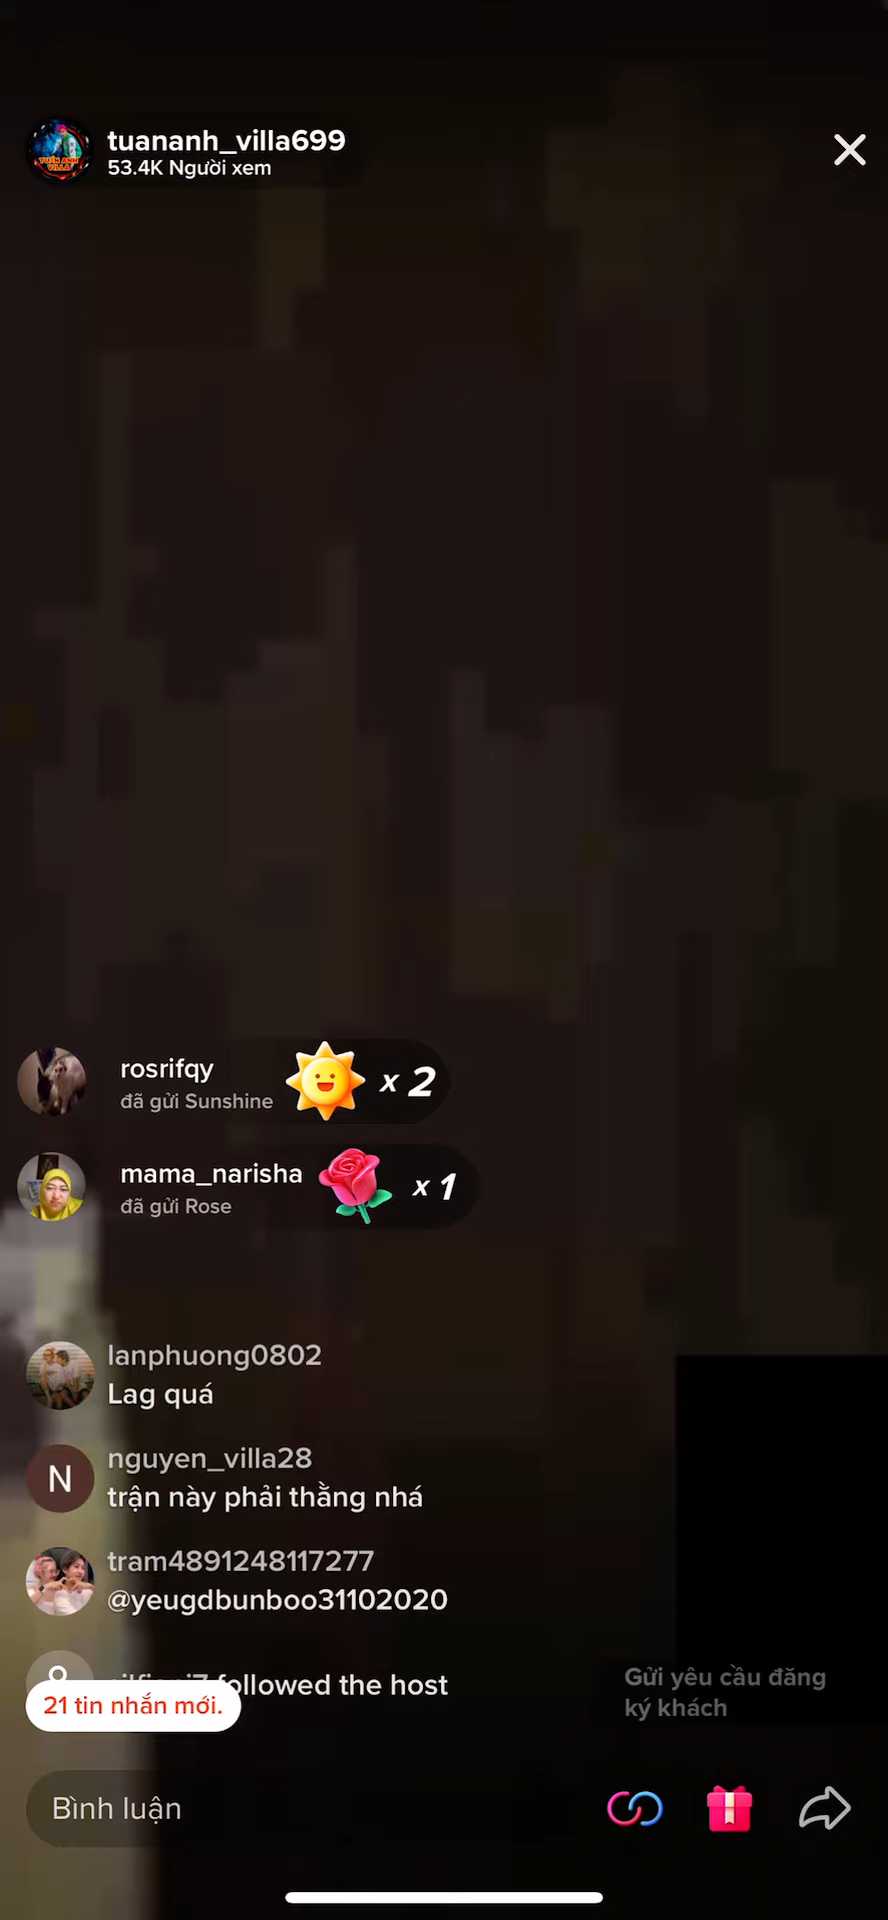 tuananh_villa699
53.4K Người xem
rosrifqy
đã gửi Sunshine
x 2
mama_narisha
đã gửi Rose
x 1
lanphuong0802
Lag quá
nguyen_villa28
N
trận này phải thằng nhá
tram4891248117277
@yeugdbunboo31102020
followed the host
21 tin nhắn mới.
Gửi yêu cầu đăng
ký khách
Bình luận